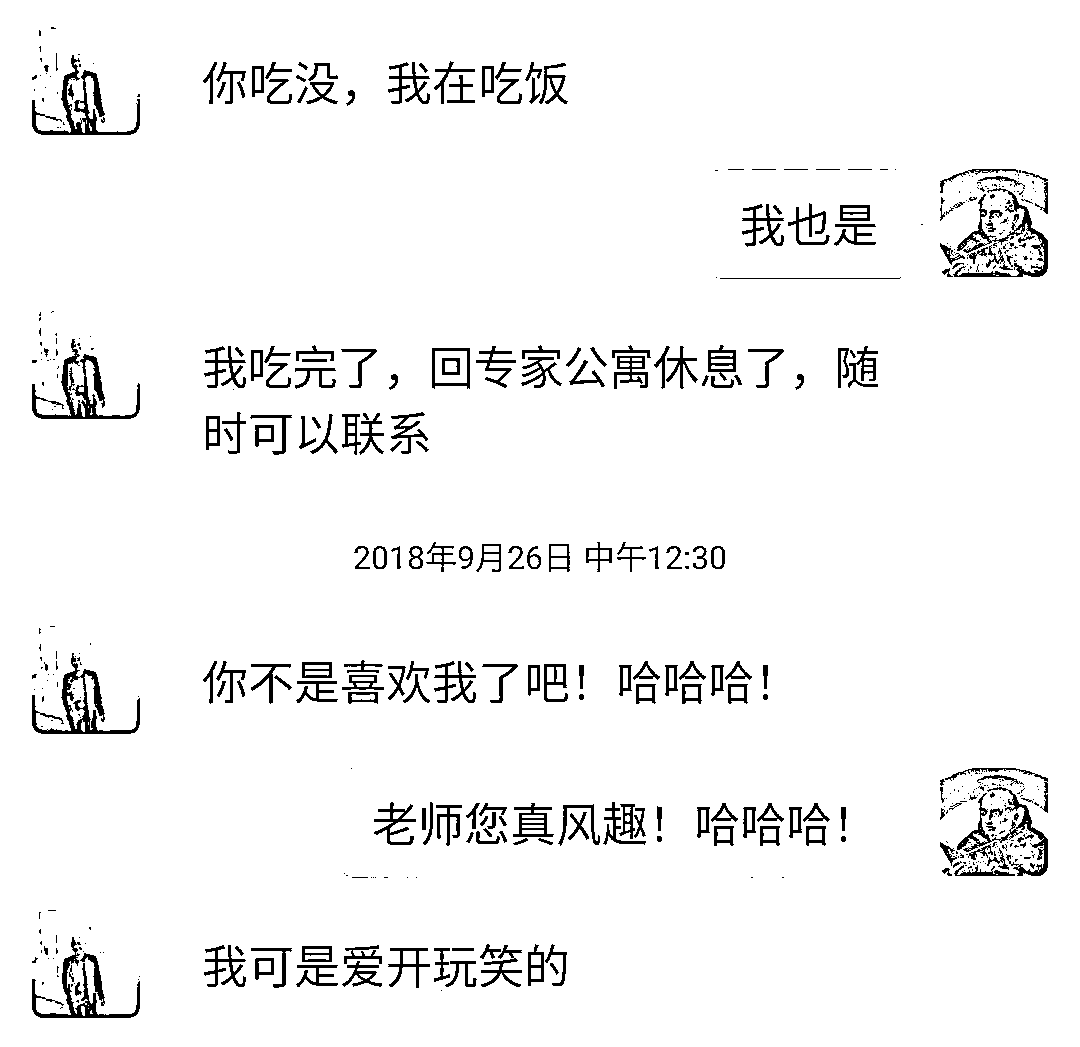 你吃没，我在吃饭
我也是
我吃完了，回专家公寓休息了，随
时可以联系
2018年9月26日 中午12:30
你不是喜欢我了吧！哈哈哈！
老师您真风趣！哈哈哈！
我可是爱开玩笑的